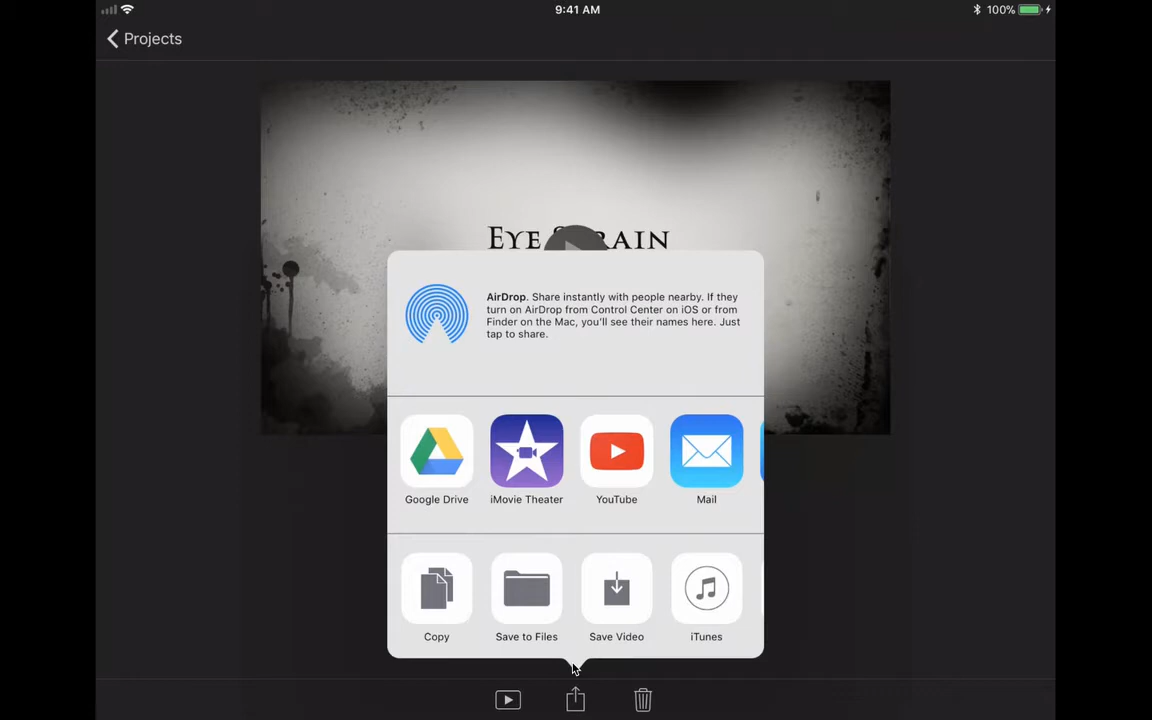 9:41 AM
100%
Projects
AirDrop. Share instantly with people nearby. If they
turn on AirDrop from Control Center on iOS or from
Finder on the Mac, you'll see their names here. Just
tap to share.
Google Drive
iMovie Theater
YouTube
Mail
Copy
Save to Files
Save Video
iTunes